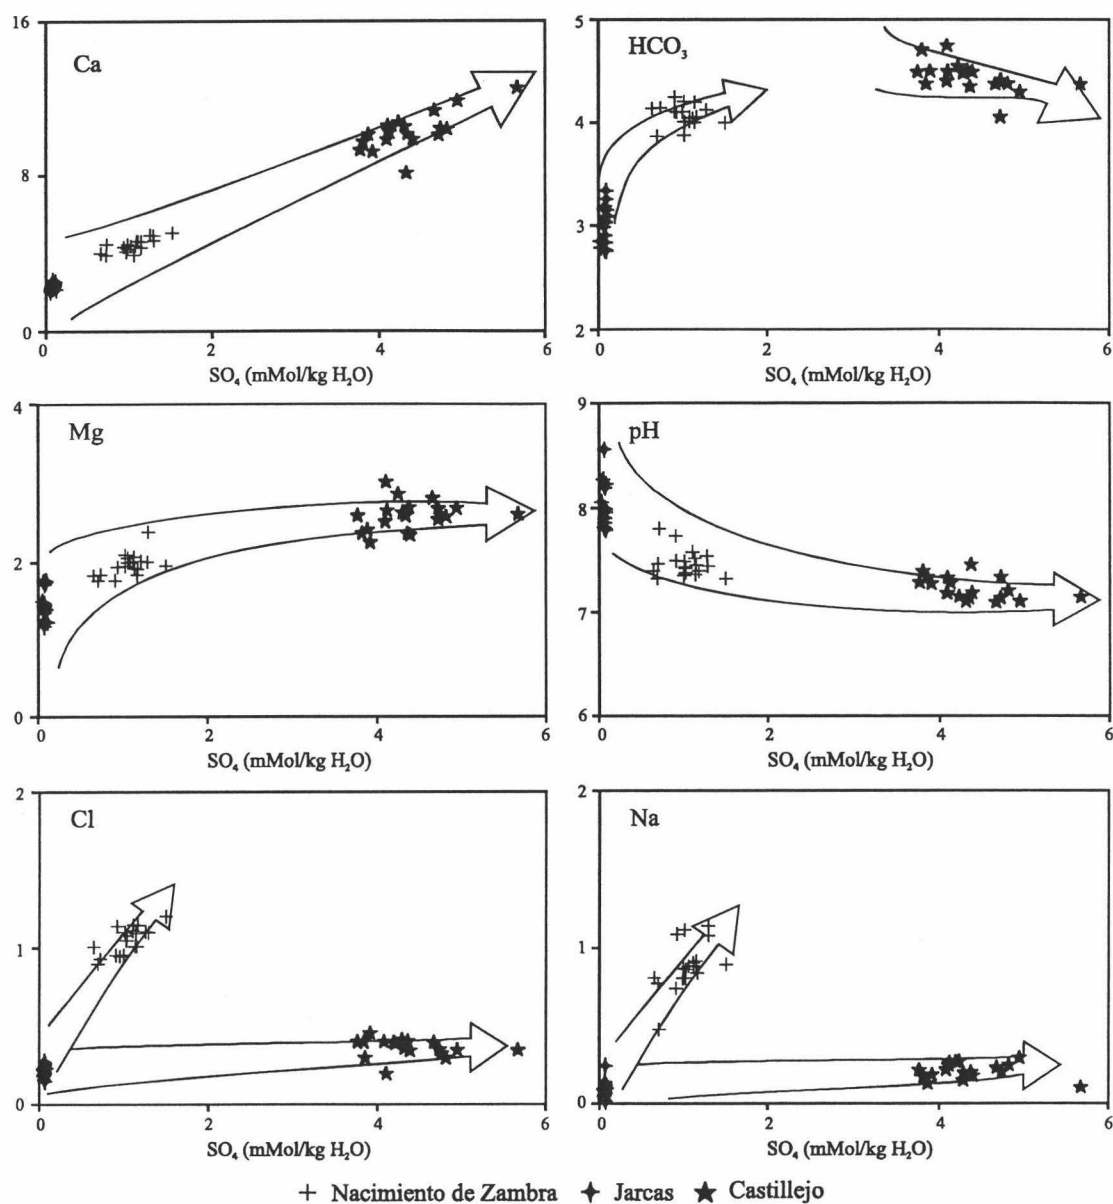 16
Ca
8
0
0 2 4 6
SO₄ (mMol/kg H₂O)
5
HCO₃
4
3
2
0 2 4 6
SO₄ (mMol/kg H₂O)
4
Mg
2
0
0 2 4 6
SO₄ (mMol/kg H₂O)
9
pH
8
7
6
0 2 4 6
SO₄ (mMol/kg H₂O)
2
Cl
1
0
0 2 4 6
SO₄ (mMol/kg H₂O)
2
Na
1
0
0 2 4 6
SO₄ (mMol/kg H₂O)
Nacimiento de Zambra Jarcas Castillejo